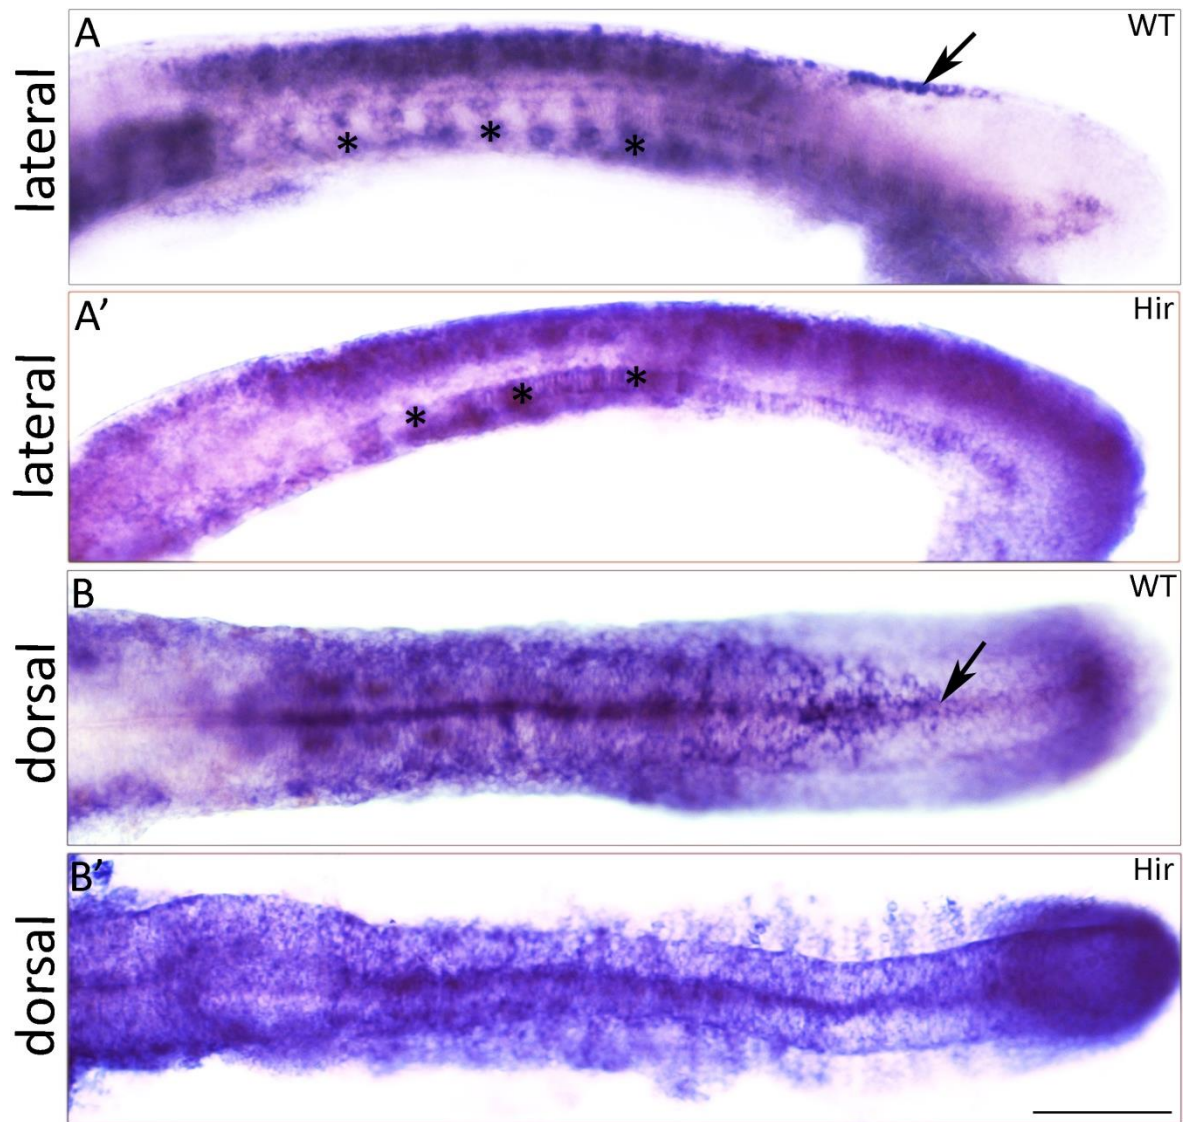 A
WT
lateral
*
*
*
A’
Hir
lateral
*
*
*
B
WT
dorsal
B’
Hir
dorsal